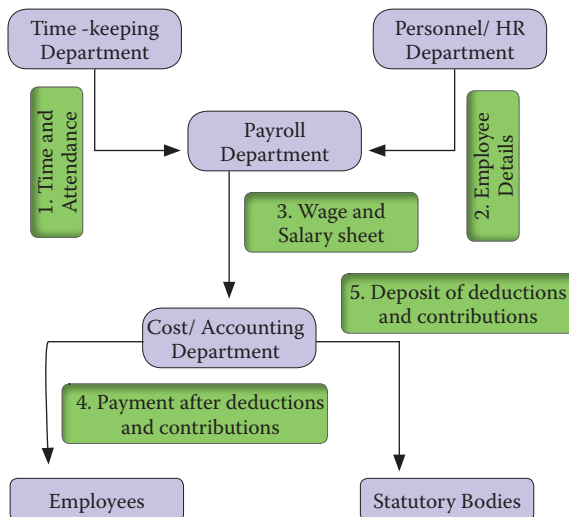 Time -keeping
Department
Personnel/ HR
Department
1. Time and
Attendance
Payroll
Department
2. Employee
Details
3. Wage and
Salary sheet
5. Deposit of deductions
and contributions
Cost/ Accounting
Department
4. Payment after deductions
and contributions
Employees
Statutory Bodies